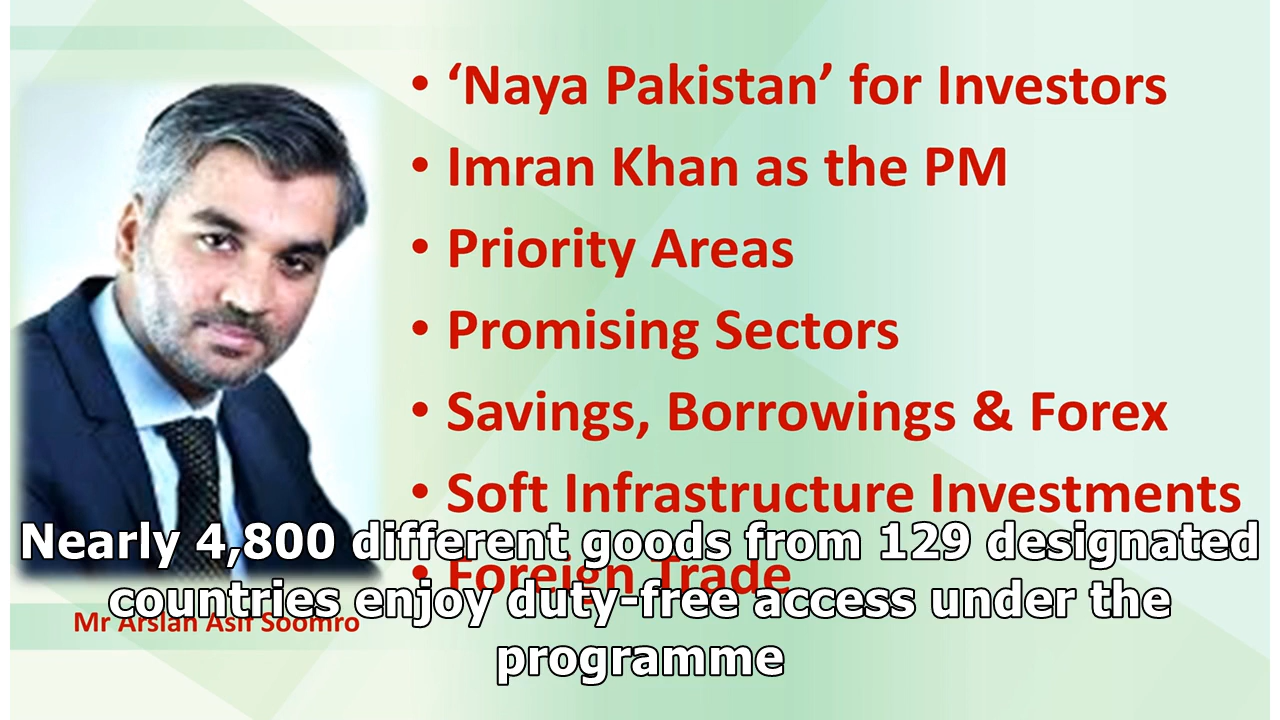 • ‘Naya Pakistan’ for Investors
• Imran Khan as the PM
• Priority Areas
• Promising Sectors
• Savings, Borrowings & Forex
• Soft Infrastructure Investments
• Foreign Trade
Mr Arslan Asif Soomro
Nearly 4,800 different goods from 129 designated
countries enjoy duty-free access under the
programme